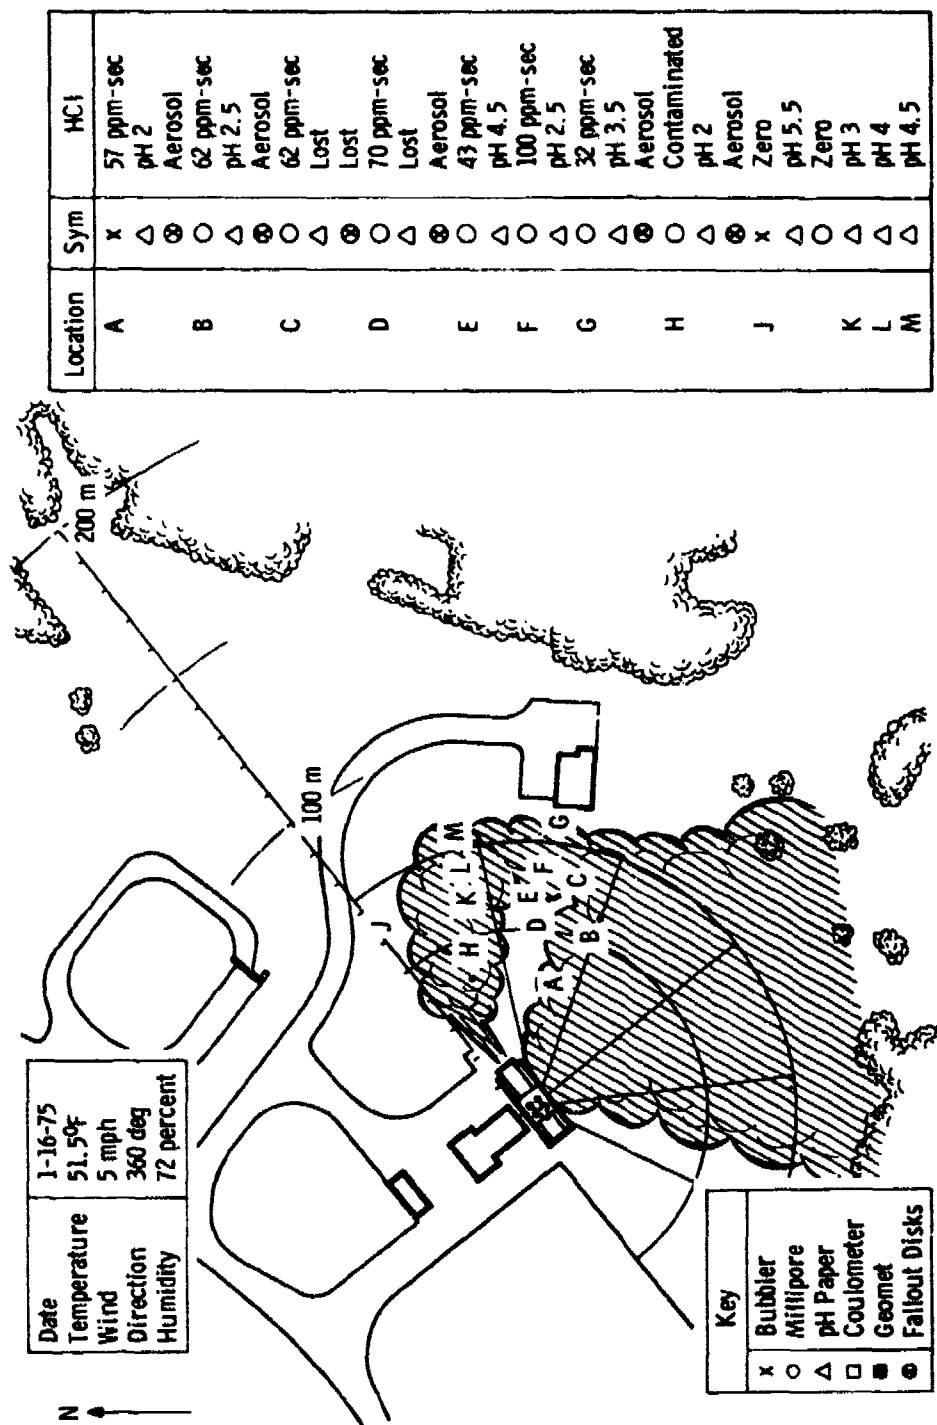 N
Date 1-16-75
Temperature 51.5°F
Wind 5 mph
Direction 360 deg
Humidity 72 percent
200 m
100 m
J
M
L
K
H
G
F
E
D
C
B
A
Key
x Bubbler
○ Millipore
△ pH Paper
□ Coulometer
Geomet
Fallout Disks
Location Sym HCl
A x 57 ppm-sec
△ pH 2
⊗ Aerosol
B ○ 62 ppm-sec
△ pH 2.5
⊗ Aerosol
C ○ 62 ppm-sec
△ Lost
⊗ Lost
D ○ 70 ppm-sec
△ Lost
⊗ Aerosol
E ○ 43 ppm-sec
△ pH 4.5
F ○ 100 ppm-sec
△ pH 2.5
G ○ 32 ppm-sec
△ pH 3.5
⊗ Aerosol
H ○ Contaminated
△ pH 2
⊗ Aerosol
J x Zero
△ pH 5.5
○ Zero
K △ pH 3
L △ pH 4
M △ pH 4.5